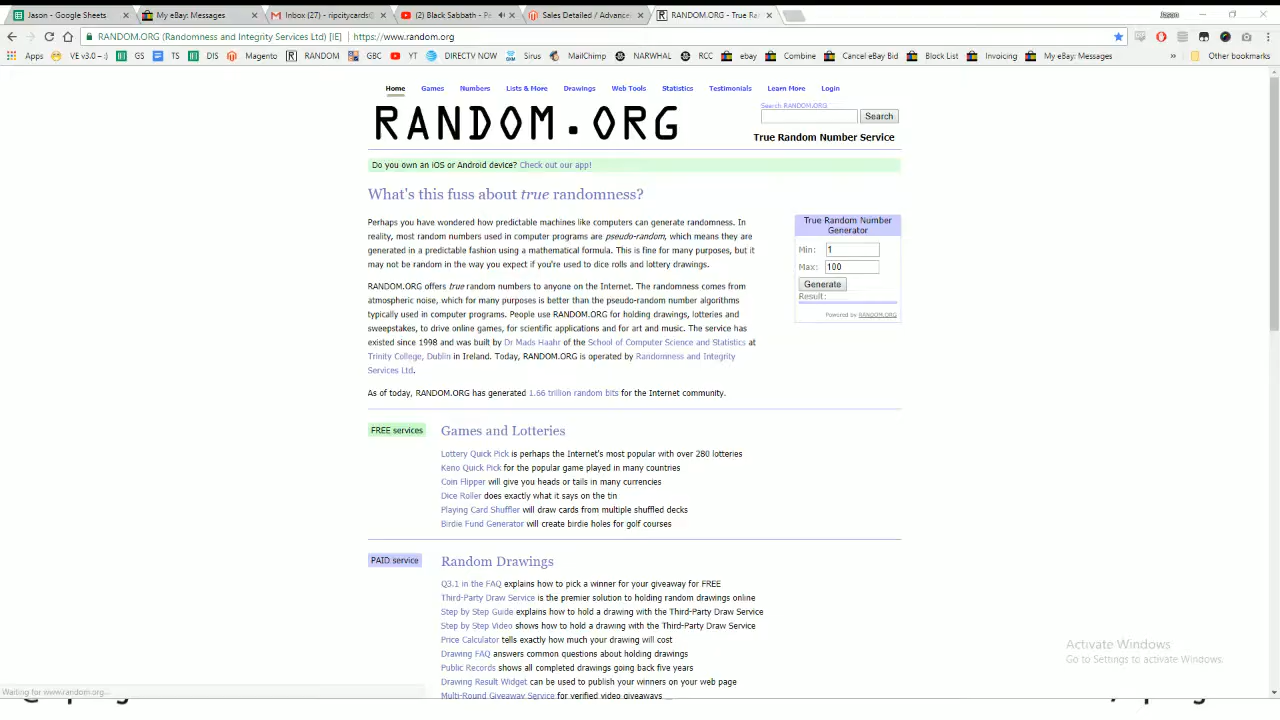 Jason - Google Sheets
My eBay: Messages
Inbox (27) - ripcitycards@
Black Sabbath - Pa
Sales Detailed / Advance
RANDOM.ORG - True Ra
Jason
RANDOM.ORG (Randomness and Integrity Services Ltd) [IE]
https://www.random.org
Apps
VE v3.0 --:)
GS
TS
DIS
Magento
RANDOM
GBC
YT
DIRECTV NOW
Sirus
MailChimp
NARWHAL
RCC
ebay
Combine
Cancel eBay Bid
Block List
Invoicing
My eBay: Messages
»
Other bookmarks
Home
Games
Numbers
Lists & More
Drawings
Web Tools
Statistics
Testimonials
Learn More
Login
RANDOM.ORG
Search RANDOM.ORG
Search
True Random Number Service
Do you own an iOS or Android device? Check out our app!
What's this fuss about true randomness?
Perhaps you have wondered how predictable machines like computers can generate randomness. In
reality, most random numbers used in computer programs are pseudo-random, which means they are
generated in a predictable fashion using a mathematical formula. This is fine for many purposes, but it
may not be random in the way you expect if you're used to dice rolls and lottery drawings.
RANDOM.ORG offers true random numbers to anyone on the Internet. The randomness comes from
atmospheric noise, which for many purposes is better than the pseudo-random number algorithms
typically used in computer programs. People use RANDOM.ORG for holding drawings, lotteries and
sweepstakes, to drive online games, for scientific applications and for art and music. The service has
existed since 1998 and was built by Dr Mads Haahr of the School of Computer Science and Statistics at
Trinity College, Dublin in Ireland. Today, RANDOM.ORG is operated by Randomness and Integrity
Services Ltd.
As of today, RANDOM.ORG has generated 1.66 trillion random bits for the Internet community.
True Random Number
Generator
Min: 1
Max: 100
Generate
Result:
Powered by RANDOM.ORG
FREE services
Games and Lotteries
Lottery Quick Pick is perhaps the Internet's most popular with over 280 lotteries
Keno Quick Pick for the popular game played in many countries
Coin Flipper will give you heads or tails in many currencies
Dice Roller does exactly what it says on the tin
Playing Card Shuffler will draw cards from multiple shuffled decks
Birdie Fund Generator will create birdie holes for golf courses
PAID service
Random Drawings
Q3.1 in the FAQ explains how to pick a winner for your giveaway for FREE
Third-Party Draw Service is the premier solution to holding random drawings online
Step by Step Guide explains how to hold a drawing with the Third-Party Draw Service
Step by Step Video shows how to hold a drawing with the Third-Party Draw Service
Price Calculator tells exactly how much your drawing will cost
Drawing FAQ answers common questions about holding drawings
Public Records shows all completed drawings going back five years
Drawing Result Widget can be used to publish your winners on your web page
Multi-Round Giveaway Service for verified video giveaways
Activate Windows
Go to Settings to activate Windows.
Waiting for www.random.org...